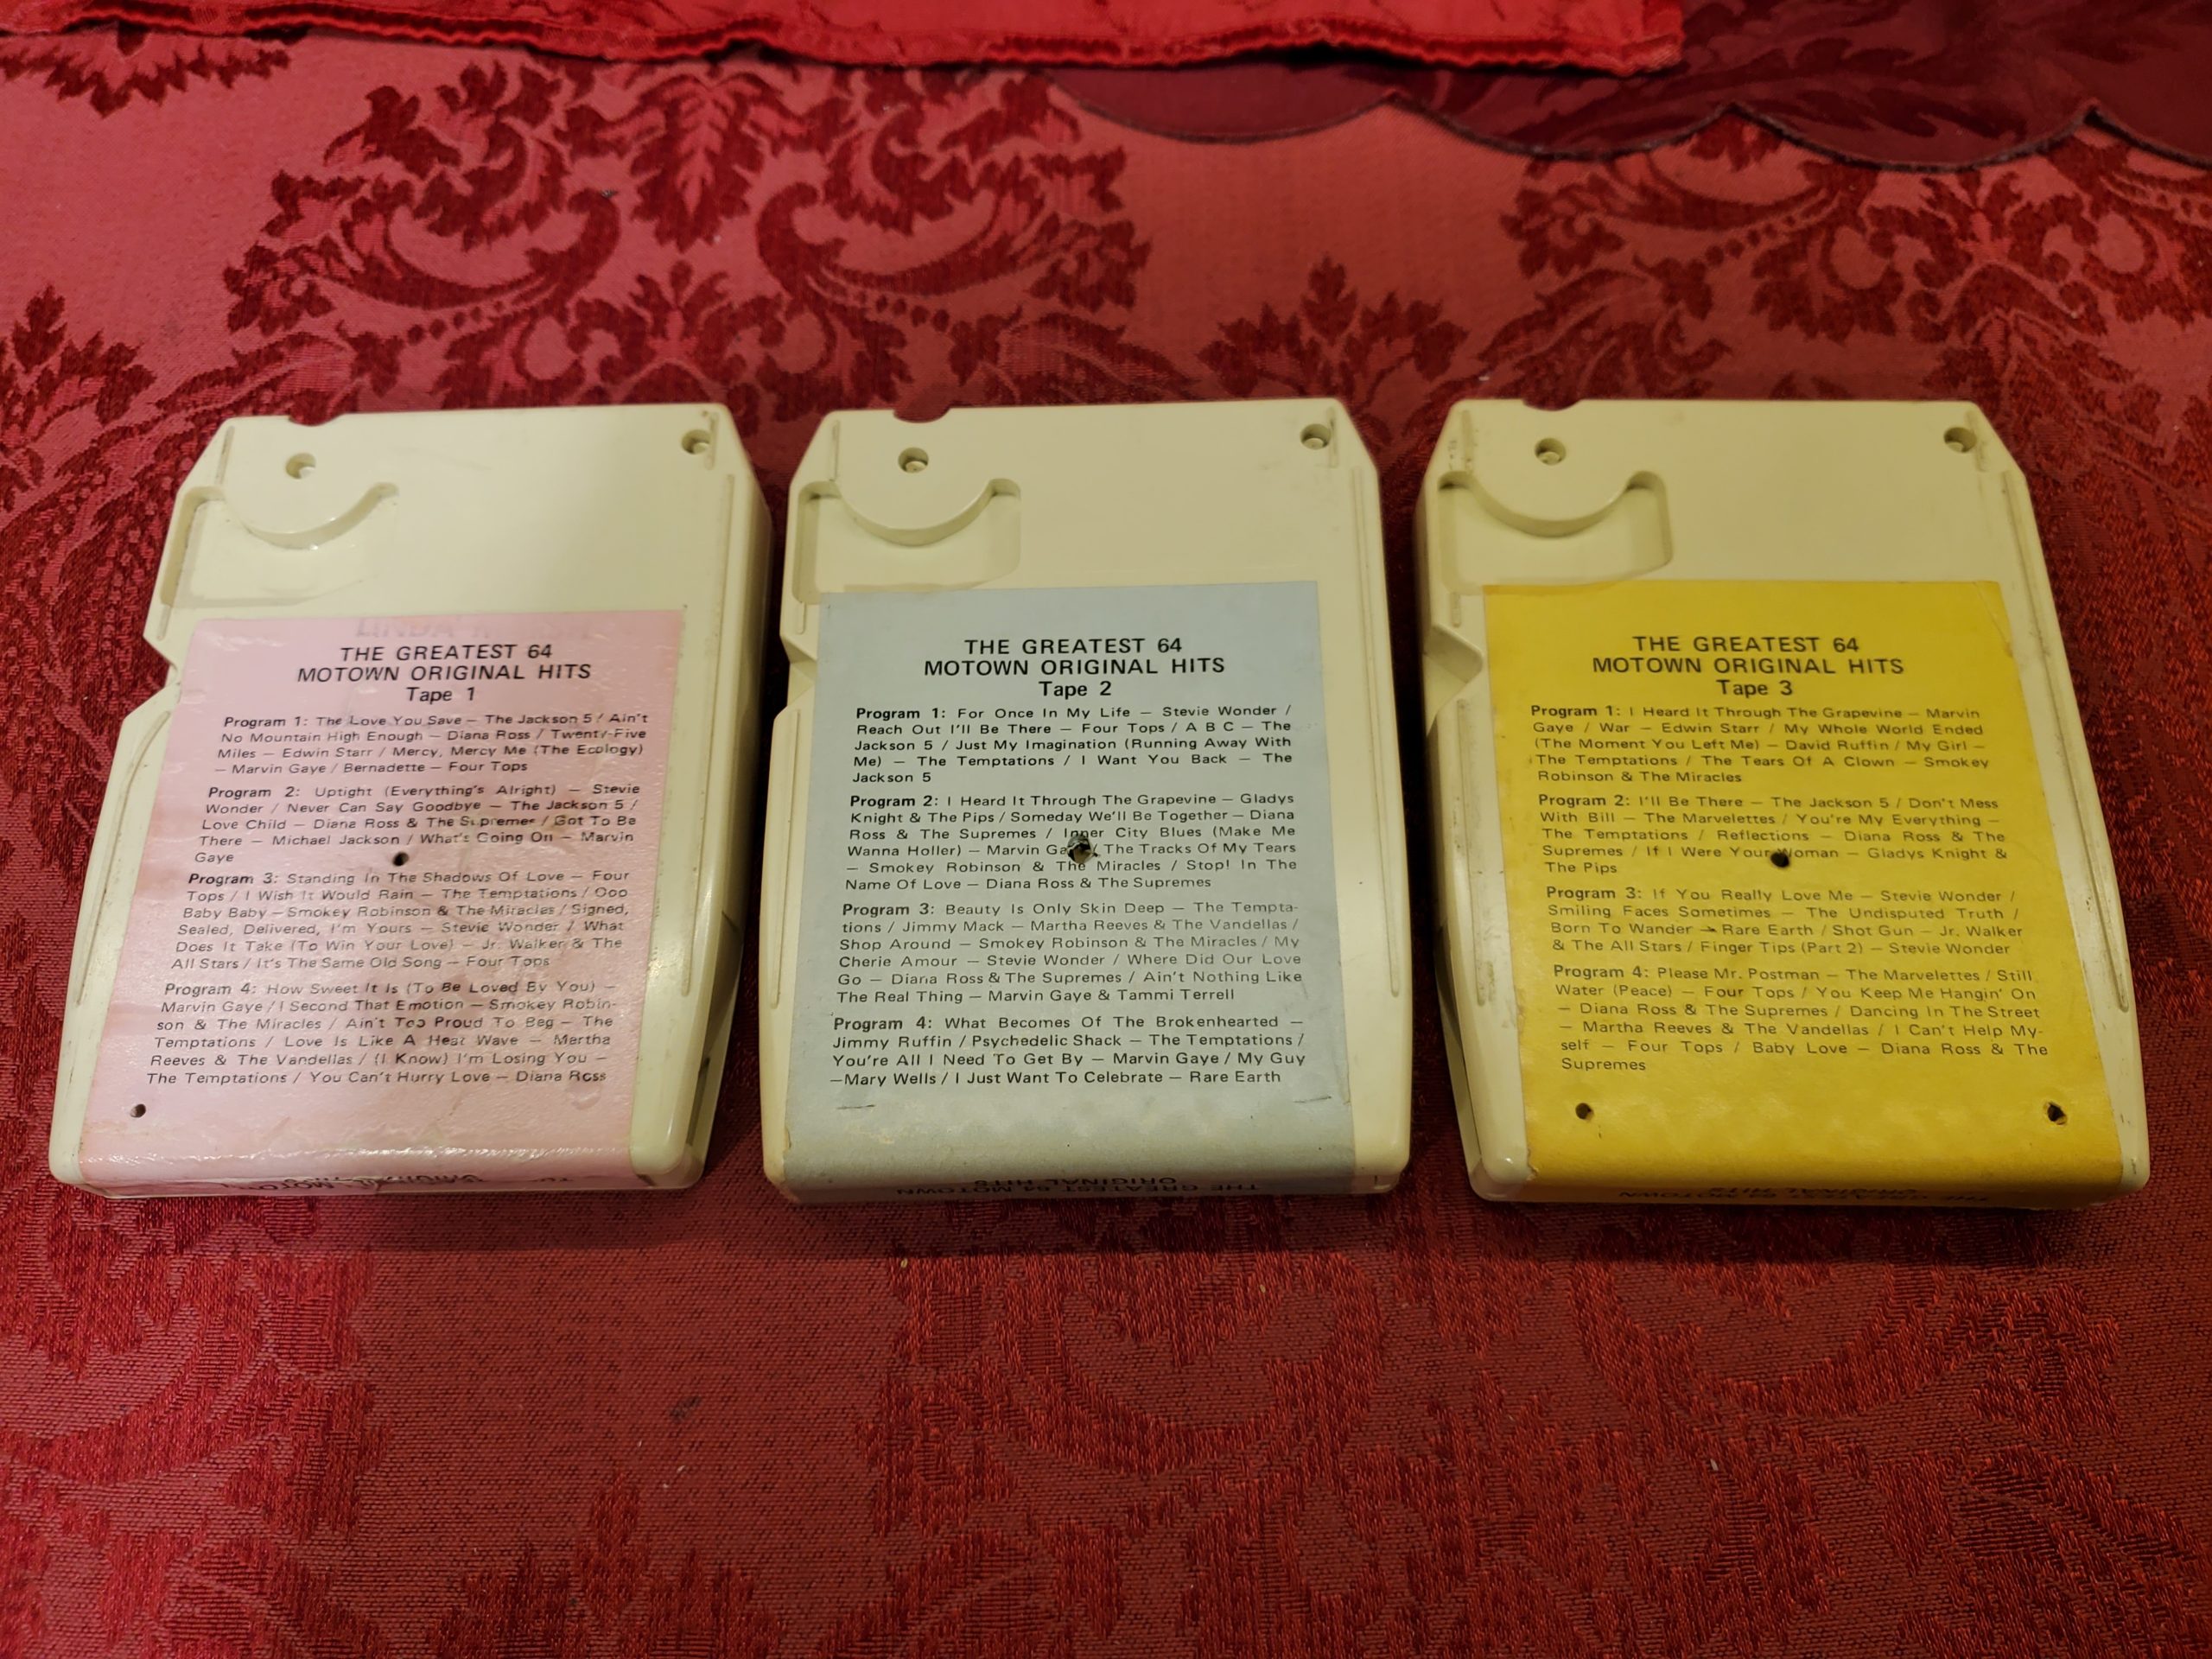 THE GREATEST 64
MOTOWN ORIGINAL HITS
Tape 1
Program 1: The Love You Save — The Jackson 5 / Ain't
No Mountain High Enough — Diana Ross / Twenty-Five
Miles — Edwin Starr / Mercy, Mercy Me (The Ecology)
— Marvin Gaye / Bernadette — Four Tops
Program 2: Uptight (Everything's Alright) — Stevie
Wonder / Never Can Say Goodbye — The Jackson 5 /
Love Child — Diana Ross & The Supremes / Got To Be
There — Michael Jackson / What's Going On — Marvin
Gaye
Program 3: Standing In The Shadows Of Love — Four
Tops / I Wish It Would Rain — The Temptations / Ooo
Baby Baby — Smokey Robinson & The Miracles / Signed,
Sealed, Delivered, I'm Yours — Stevie Wonder / What
Does It Take (To Win Your Love) — Jr. Walker & The
All Stars / It's The Same Old Song — Four Tops
Program 4: How Sweet It Is (To Be Loved By You) —
Marvin Gaye / I Second That Emotion — Smokey Robin-
son & The Miracles / Ain't Too Proud To Beg — The
Temptations / Love Is Like A Heat Wave — Martha
Reeves & The Vandellas / (I Know) I'm Losing You —
The Temptations / You Can't Hurry Love — Diana Ross
ORIGINAL
MOTOWN
THE GREATEST 64
MOTOWN ORIGINAL HITS
Tape 2
Program 1: For Once In My Life — Stevie Wonder /
Reach Out I'll Be There — Four Tops / A B C — The
Jackson 5 / Just My Imagination (Running Away With
Me) — The Temptations / I Want You Back — The
Jackson 5
Program 2: I Heard It Through The Grapevine — Gladys
Knight & The Pips / Someday We'll Be Together — Diana
Ross & The Supremes / Inner City Blues (Make Me
Wanna Holler) — Marvin Gaye / The Tracks Of My Tears
— Smokey Robinson & The Miracles / Stop! In The
Name Of Love — Diana Ross & The Supremes
Program 3: Beauty Is Only Skin Deep — The Tempta-
tions / Jimmy Mack — Martha Reeves & The Vandellas /
Shop Around — Smokey Robinson & The Miracles / My
Cherie Amour — Stevie Wonder / Where Did Our Love
Go — Diana Ross & The Supremes / Ain't Nothing Like
The Real Thing — Marvin Gaye & Tammi Terrell
Program 4: What Becomes Of The Brokenhearted —
Jimmy Ruffin / Psychedelic Shack — The Temptations /
You're All I Need To Get By — Marvin Gaye / My Guy
—Mary Wells / I Just Want To Celebrate — Rare Earth
THE GREATEST 64 MOTOWN
ORIGINAL HITS
THE GREATEST 64
MOTOWN ORIGINAL HITS
Tape 3
Program 1: I Heard It Through The Grapevine — Marvin
Gaye / War — Edwin Starr / My Whole World Ended
(The Moment You Left Me) — David Ruffin / My Girl —
The Temptations / The Tears Of A Clown — Smokey
Robinson & The Miracles
Program 2: I'll Be There — The Jackson 5 / Don't Mess
With Bill — The Marvelettes / You're My Everything —
The Temptations / Reflections — Diana Ross & The
Supremes / If I Were Your Woman — Gladys Knight &
The Pips
Program 3: If You Really Love Me — Stevie Wonder /
Smiling Faces Sometimes — The Undisputed Truth /
Born To Wander — Rare Earth / Shot Gun — Jr. Walker
& The All Stars / Finger Tips (Part 2) — Stevie Wonder
Program 4: Please Mr. Postman — The Marvelettes / Still
Water (Peace) — Four Tops / You Keep Me Hangin' On
— Diana Ross & The Supremes / Dancing In The Street
— Martha Reeves & The Vandellas / I Can't Help My-
self — Four Tops / Baby Love — Diana Ross & The
Supremes
THE GREATEST 64 MOTOWN
ORIGINAL HITS